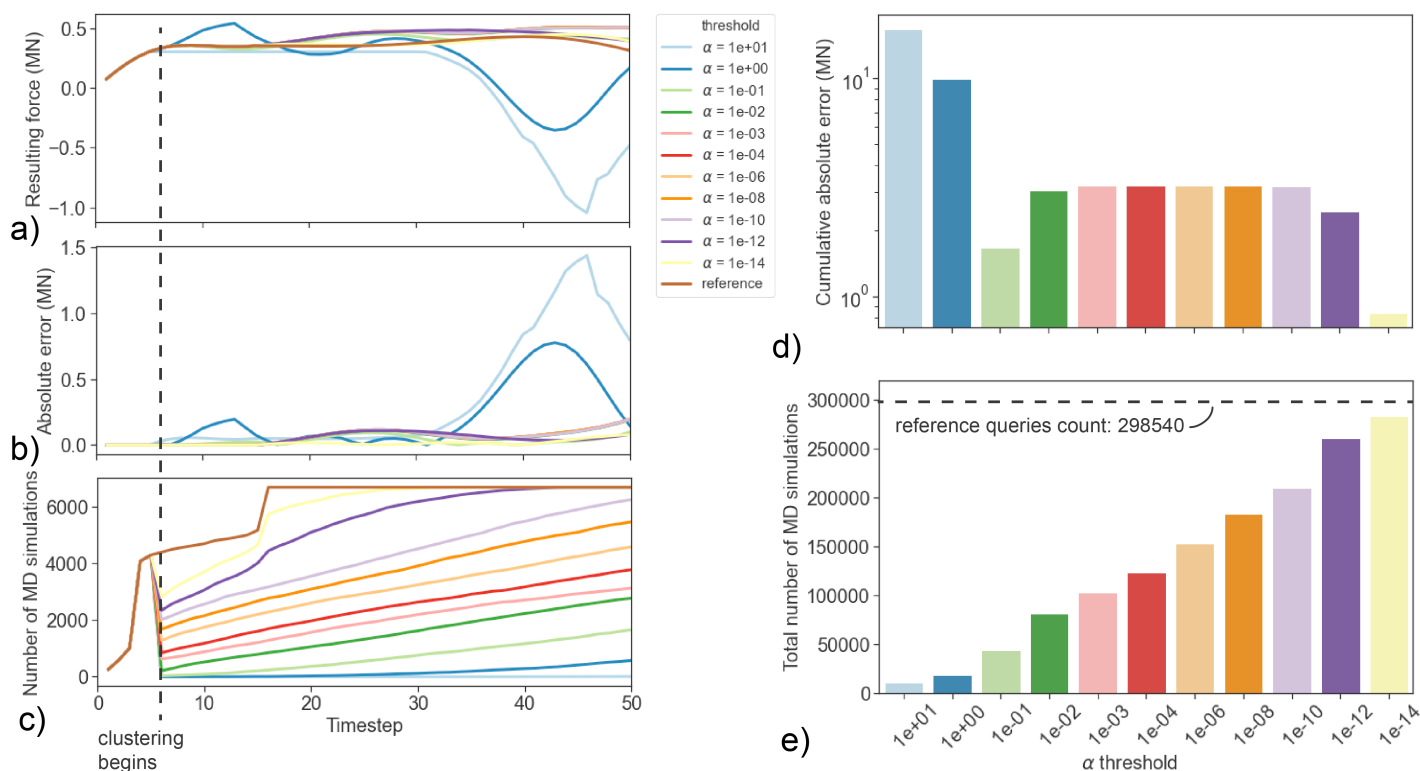 Resulting force (MN)
0.5
0.0
−0.5
−1.0
a)
threshold
α = 1e+01
α = 1e+00
α = 1e-01
α = 1e-02
α = 1e-03
α = 1e-04
α = 1e-06
α = 1e-08
α = 1e-10
α = 1e-12
α = 1e-14
reference
Absolute error (MN)
1.5
1.0
0.5
0.0
b)
Number of MD simulations
6000
4000
2000
0
0 10 20 30 40 50
Timestep
c)
clustering
begins
Cumulative absolute error (MN)
10¹
10⁰
d)
Total number of MD simulations
300000
250000
200000
150000
100000
50000
0
reference queries count: 298540
1e+01 1e+00 1e-01 1e-02 1e-03 1e-04 1e-06 1e-08 1e-10 1e-12 1e-14
α threshold
e)